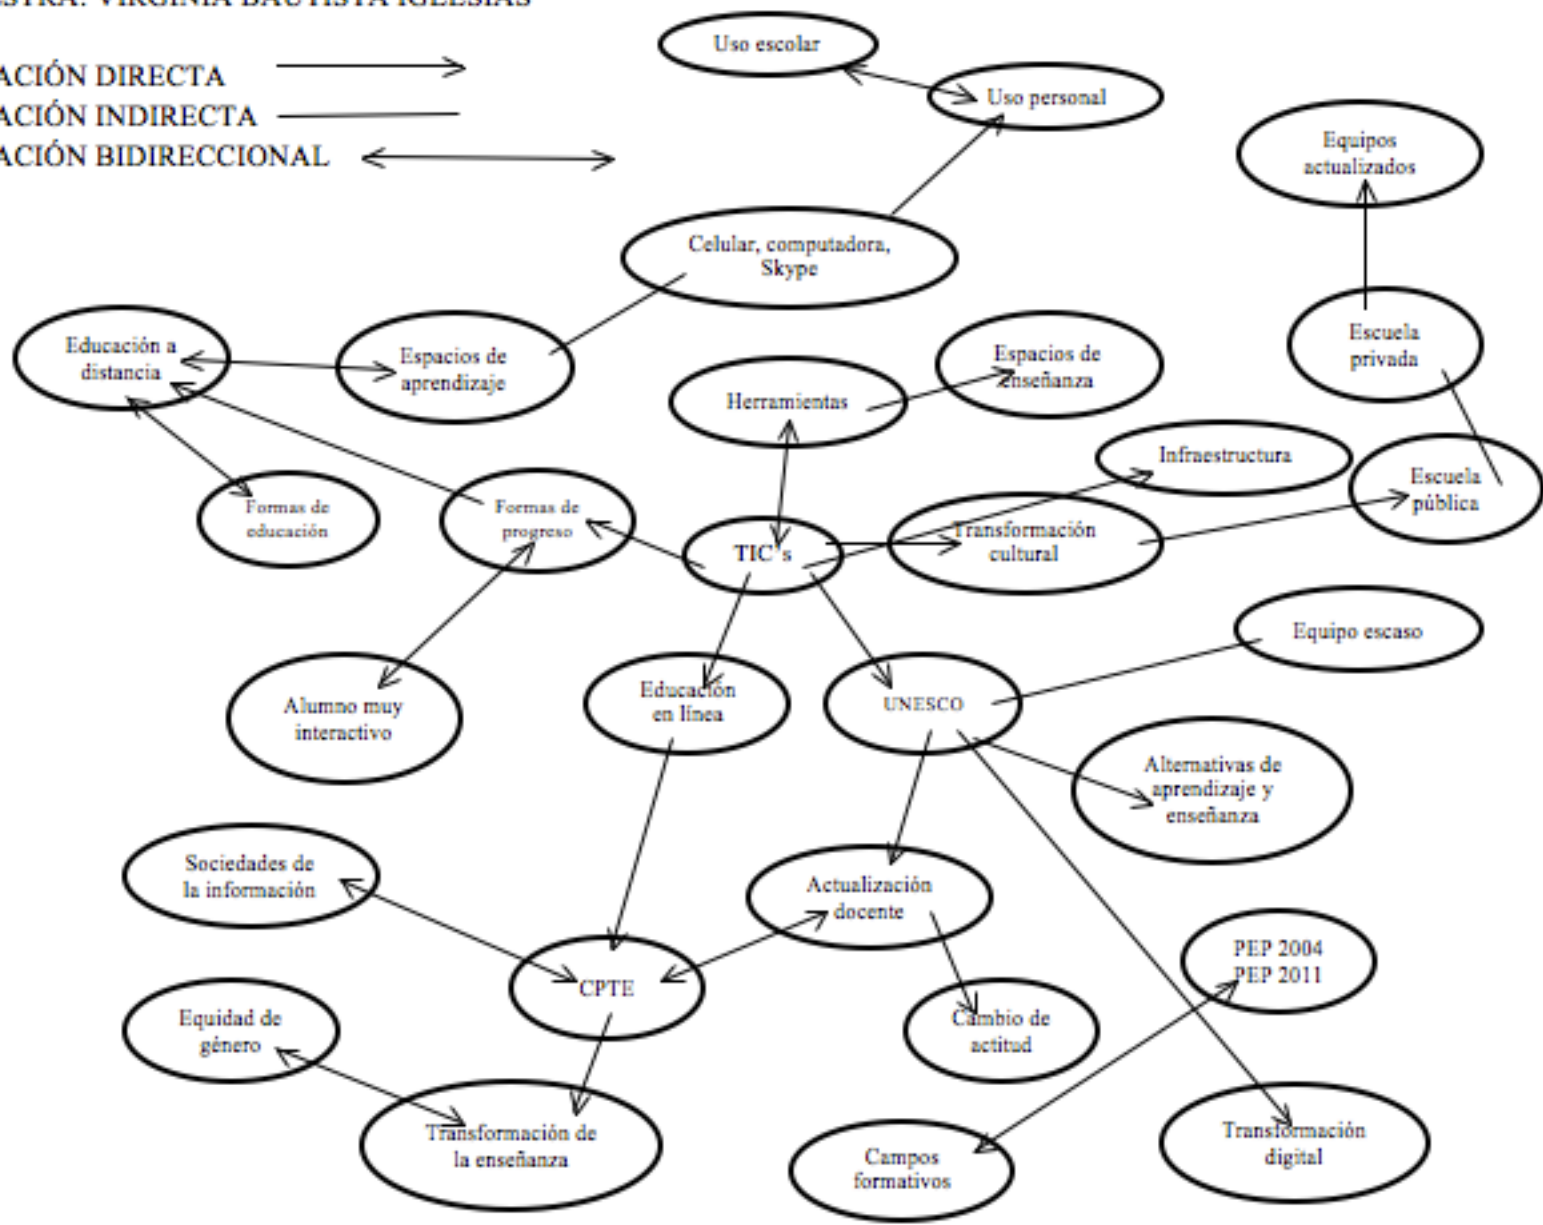 VIRGINIA BAUTISTA IGLESIAS
DIRECTA
INDIRECTA
BIDIRECCIONAL
Uso escolar
Uso personal
Equipos
actualizados
Celular, computadora,
Skype
Educación a
distancia
Espacios de
aprendizaje
Herramientas
Espacios de
enseñanza
Escuela
privada
Infraestructura
Escuela
pública
Formas de
educación
Formas de
progreso
TIC's
Transformación
cultural
Equipo escaso
Alumno muy
interactivo
Educación
en línea
UNESCO
Alternativas de
aprendizaje y
enseñanza
Sociedades de
la información
Actualización
docente
PEP 2004
PEP 2011
CPTE
Equidad de
género
Cambio de
actitud
Transformación de
la enseñanza
Campos
formativos
Transformación
digital